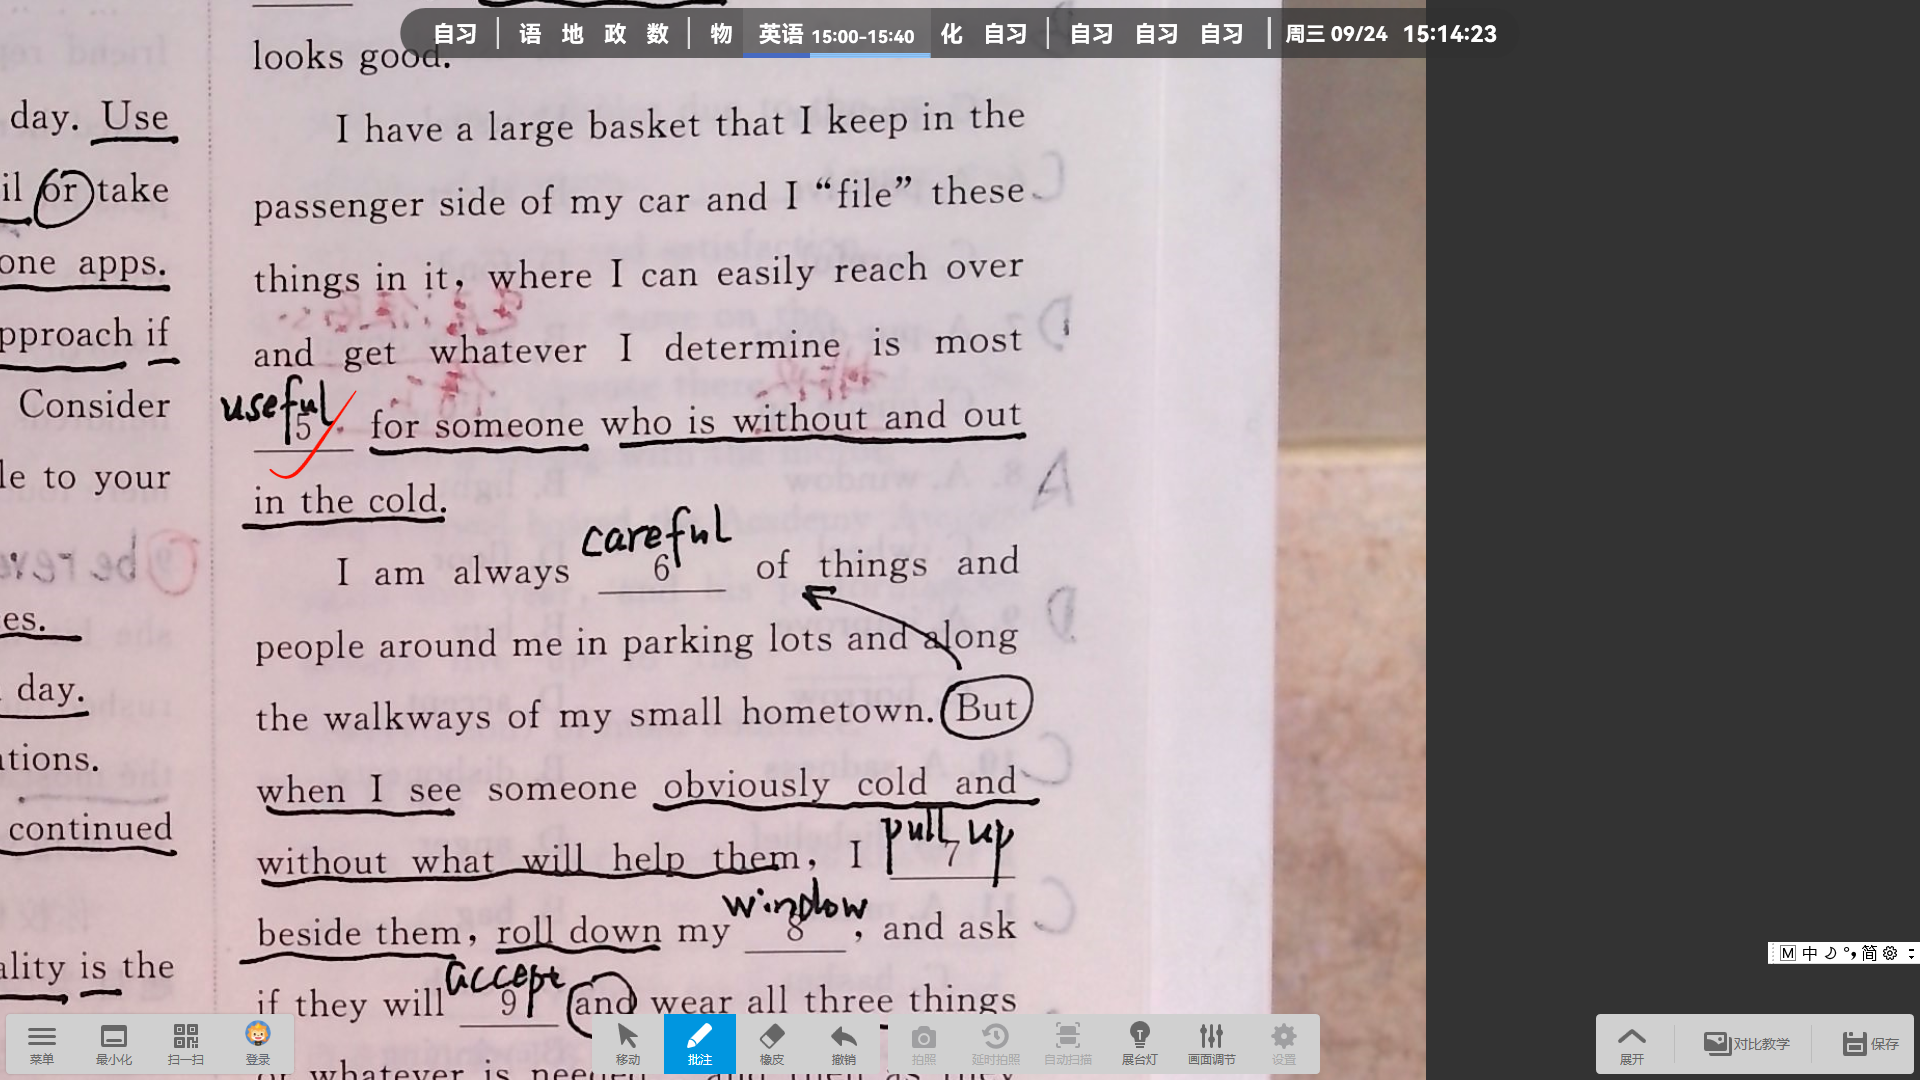 自习 | 语 地 政 数 | 物 英语 15:00-15:40 化 自习 | 自习 自习 自习 | 周三 09/24 15:14:23
looks good.
I have a large basket that I keep in the
passenger side of my car and I “file” these
things in it, where I can easily reach over
and get whatever I determine is most
useful
5. for someone who is without and out
in the cold.
careful
I am always 6 of things and
people around me in parking lots and along
the walkways of my small hometown. But
when I see someone obviously cold and
pull up
without what will help them, I 7
window
beside them, roll down my 8, and ask
accept
if they will 9 and wear all three things
or whatever is needed
day. Use
or take
one apps.
approach if
Consider
to your
day.
continued
is the
C
D
A
D
C
C
M 中 简
菜单
最小化
扫一扫
登录
移动
批注
橡皮
撤销
拍照
延时拍照
自动扫描
展台灯
画面调节
设置
展开
对比教学
保存